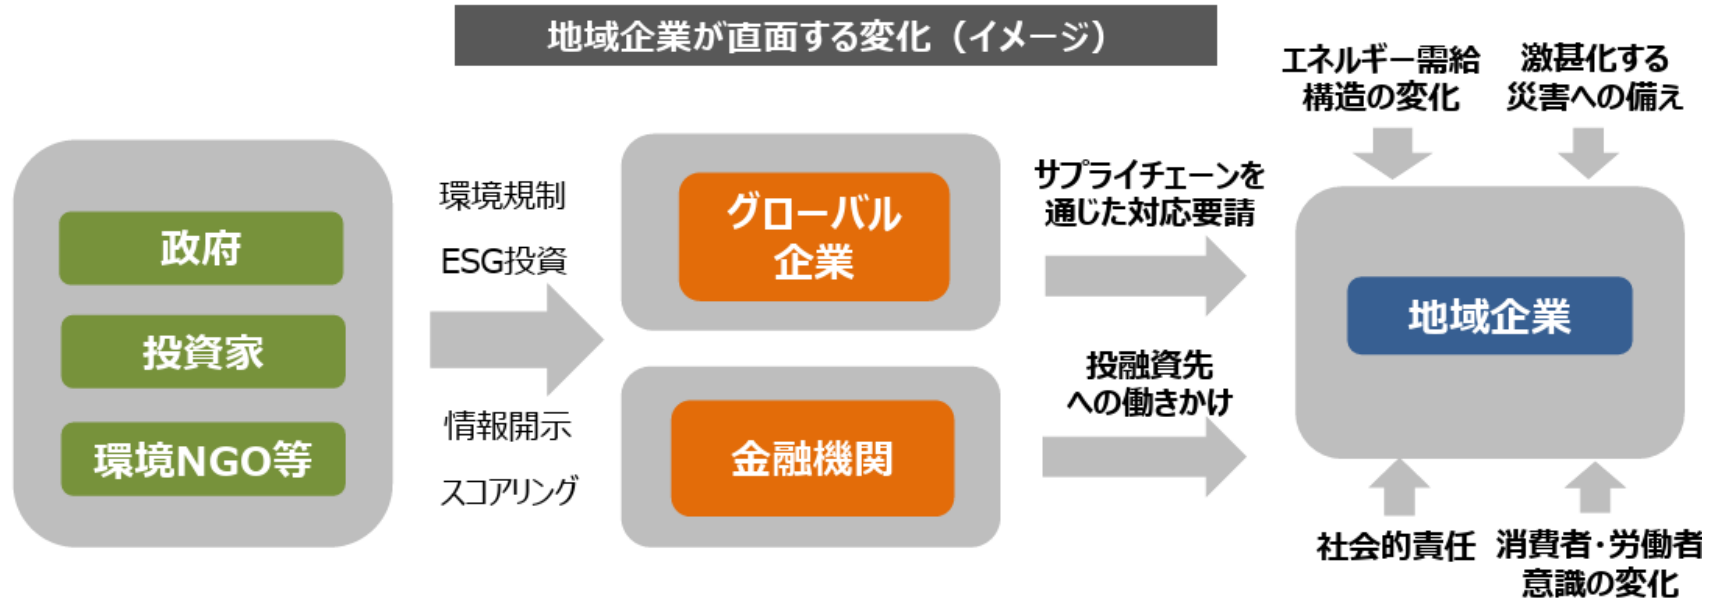 地域企業が直面する変化（イメージ）
政府
投資家
環境NGO等
環境規制
ESG投資
情報開示
スコアリング
グローバル
企業
金融機関
サプライチェーンを
通じた対応要請
投融資先
への働きかけ
エネルギー需給
構造の変化
激甚化する
災害への備え
地域企業
社会的責任
消費者・労働者
意識の変化